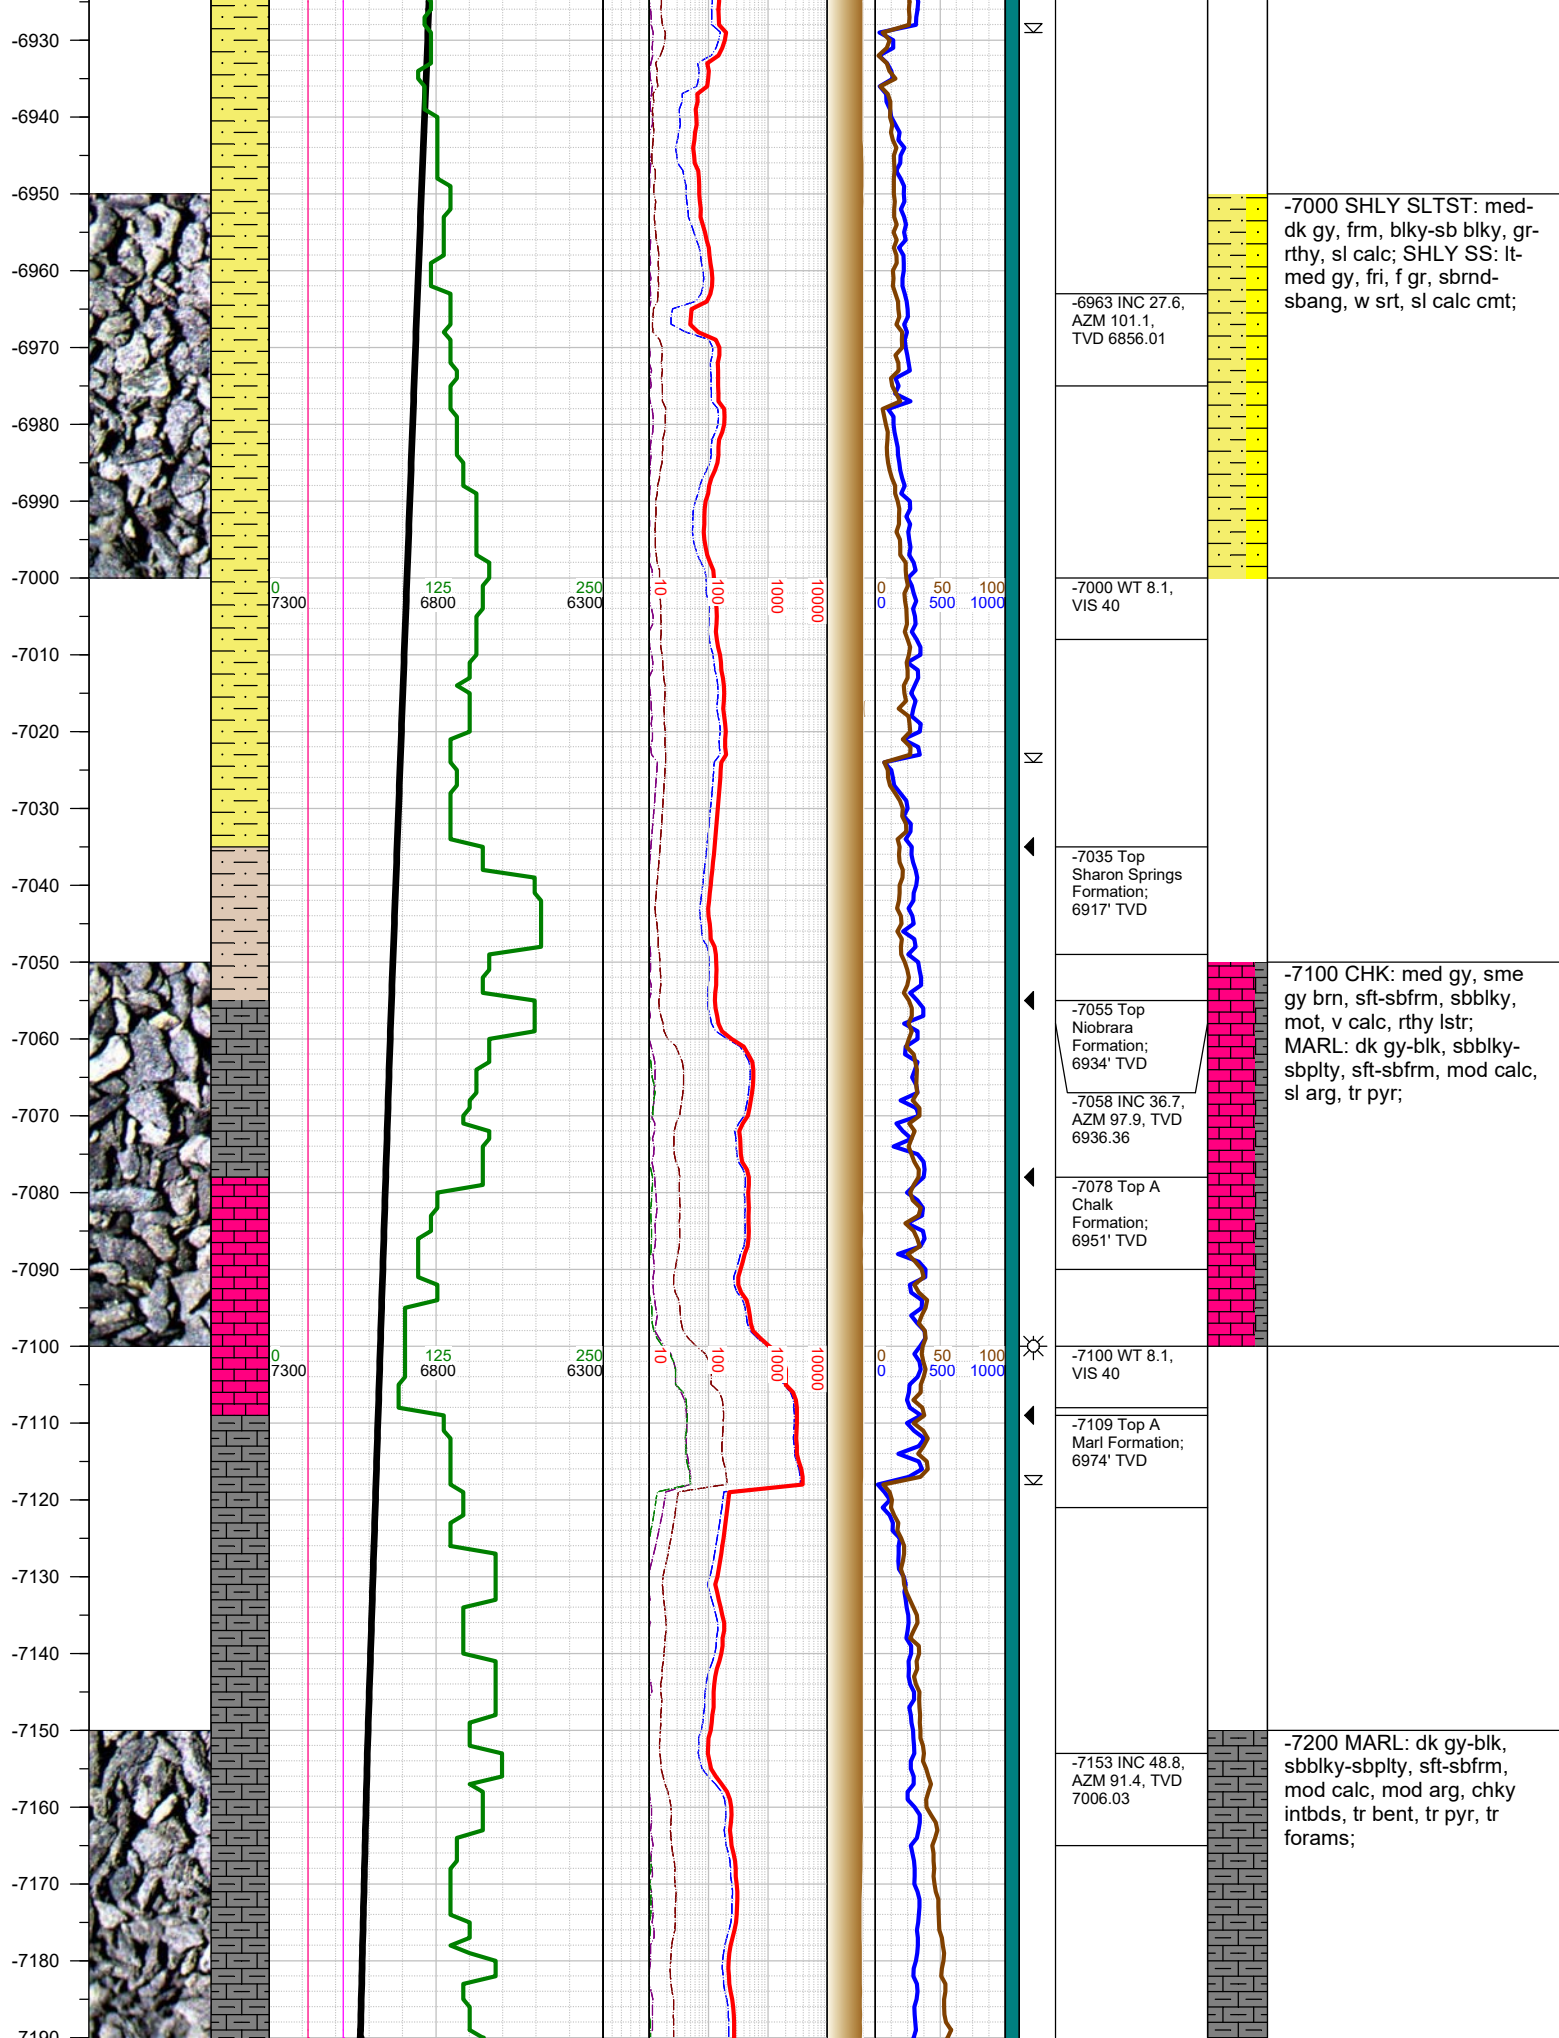 -6930
-6940
-6950
-6960
-6970
-6980
-6990
-7000
-7010
-7020
-7030
-7040
-7050
-7060
-7070
-7080
-7090
-7100
-7110
-7120
-7130
-7140
-7150
-7160
-7170
-7180
-7190
0 125 250
7300 6800 6300
10 100 1000 10000
0 50 100
0 500 1000
0 125 250
7300 6800 6300
10 100 1000 10000
0 50 100
0 500 1000
-6963 INC 27.6,
AZM 101.1,
TVD 6856.01
-7000 WT 8.1,
VIS 40
-7035 Top
Sharon Springs
Formation;
6917' TVD
-7055 Top
Niobrara
Formation;
6934' TVD
-7058 INC 36.7,
AZM 97.9, TVD
6936.36
-7078 Top A
Chalk
Formation;
6951' TVD
-7100 WT 8.1,
VIS 40
-7109 Top A
Marl Formation;
6974' TVD
-7153 INC 48.8,
AZM 91.4, TVD
7006.03
-7000 SHLY SLTST: med-
dk gy, frm, blky-sb blky, gr-
rthy, sl calc; SHLY SS: lt-
med gy, fri, f gr, sbrnd-
sbang, w srt, sl calc cmt;
-7100 CHK: med gy, sme
gy brn, sft-sbfrm, sbblky,
mot, v calc, rthy lstr;
MARL: dk gy-blk, sbblky-
sbplty, sft-sbfrm, mod calc,
sl arg, tr pyr;
-7200 MARL: dk gy-blk,
sbblky-sbplty, sft-sbfrm,
mod calc, mod arg, chky
intbds, tr bent, tr pyr, tr
forams;